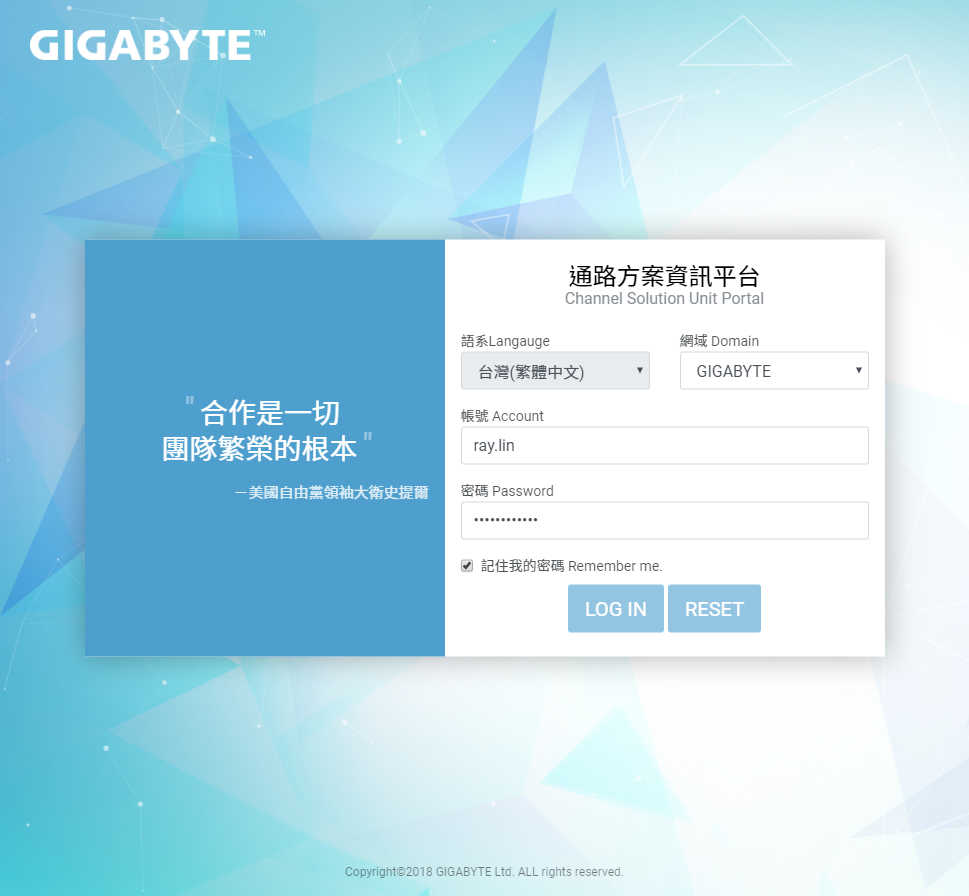 GIGABYTE™
通路方案資訊平台
Channel Solution Unit Portal
語系Langauge
網域 Domain
台灣(繁體中文)
GIGABYTE
"合作是一切
團隊繁榮的根本"
－美國自由黨領袖大衛史提爾
帳號 Account
ray.lin
密碼 Password
••••••••••••
記住我的密碼 Remember me.
LOG IN
RESET
Copyright©2018 GIGABYTE Ltd. ALL rights reserved.